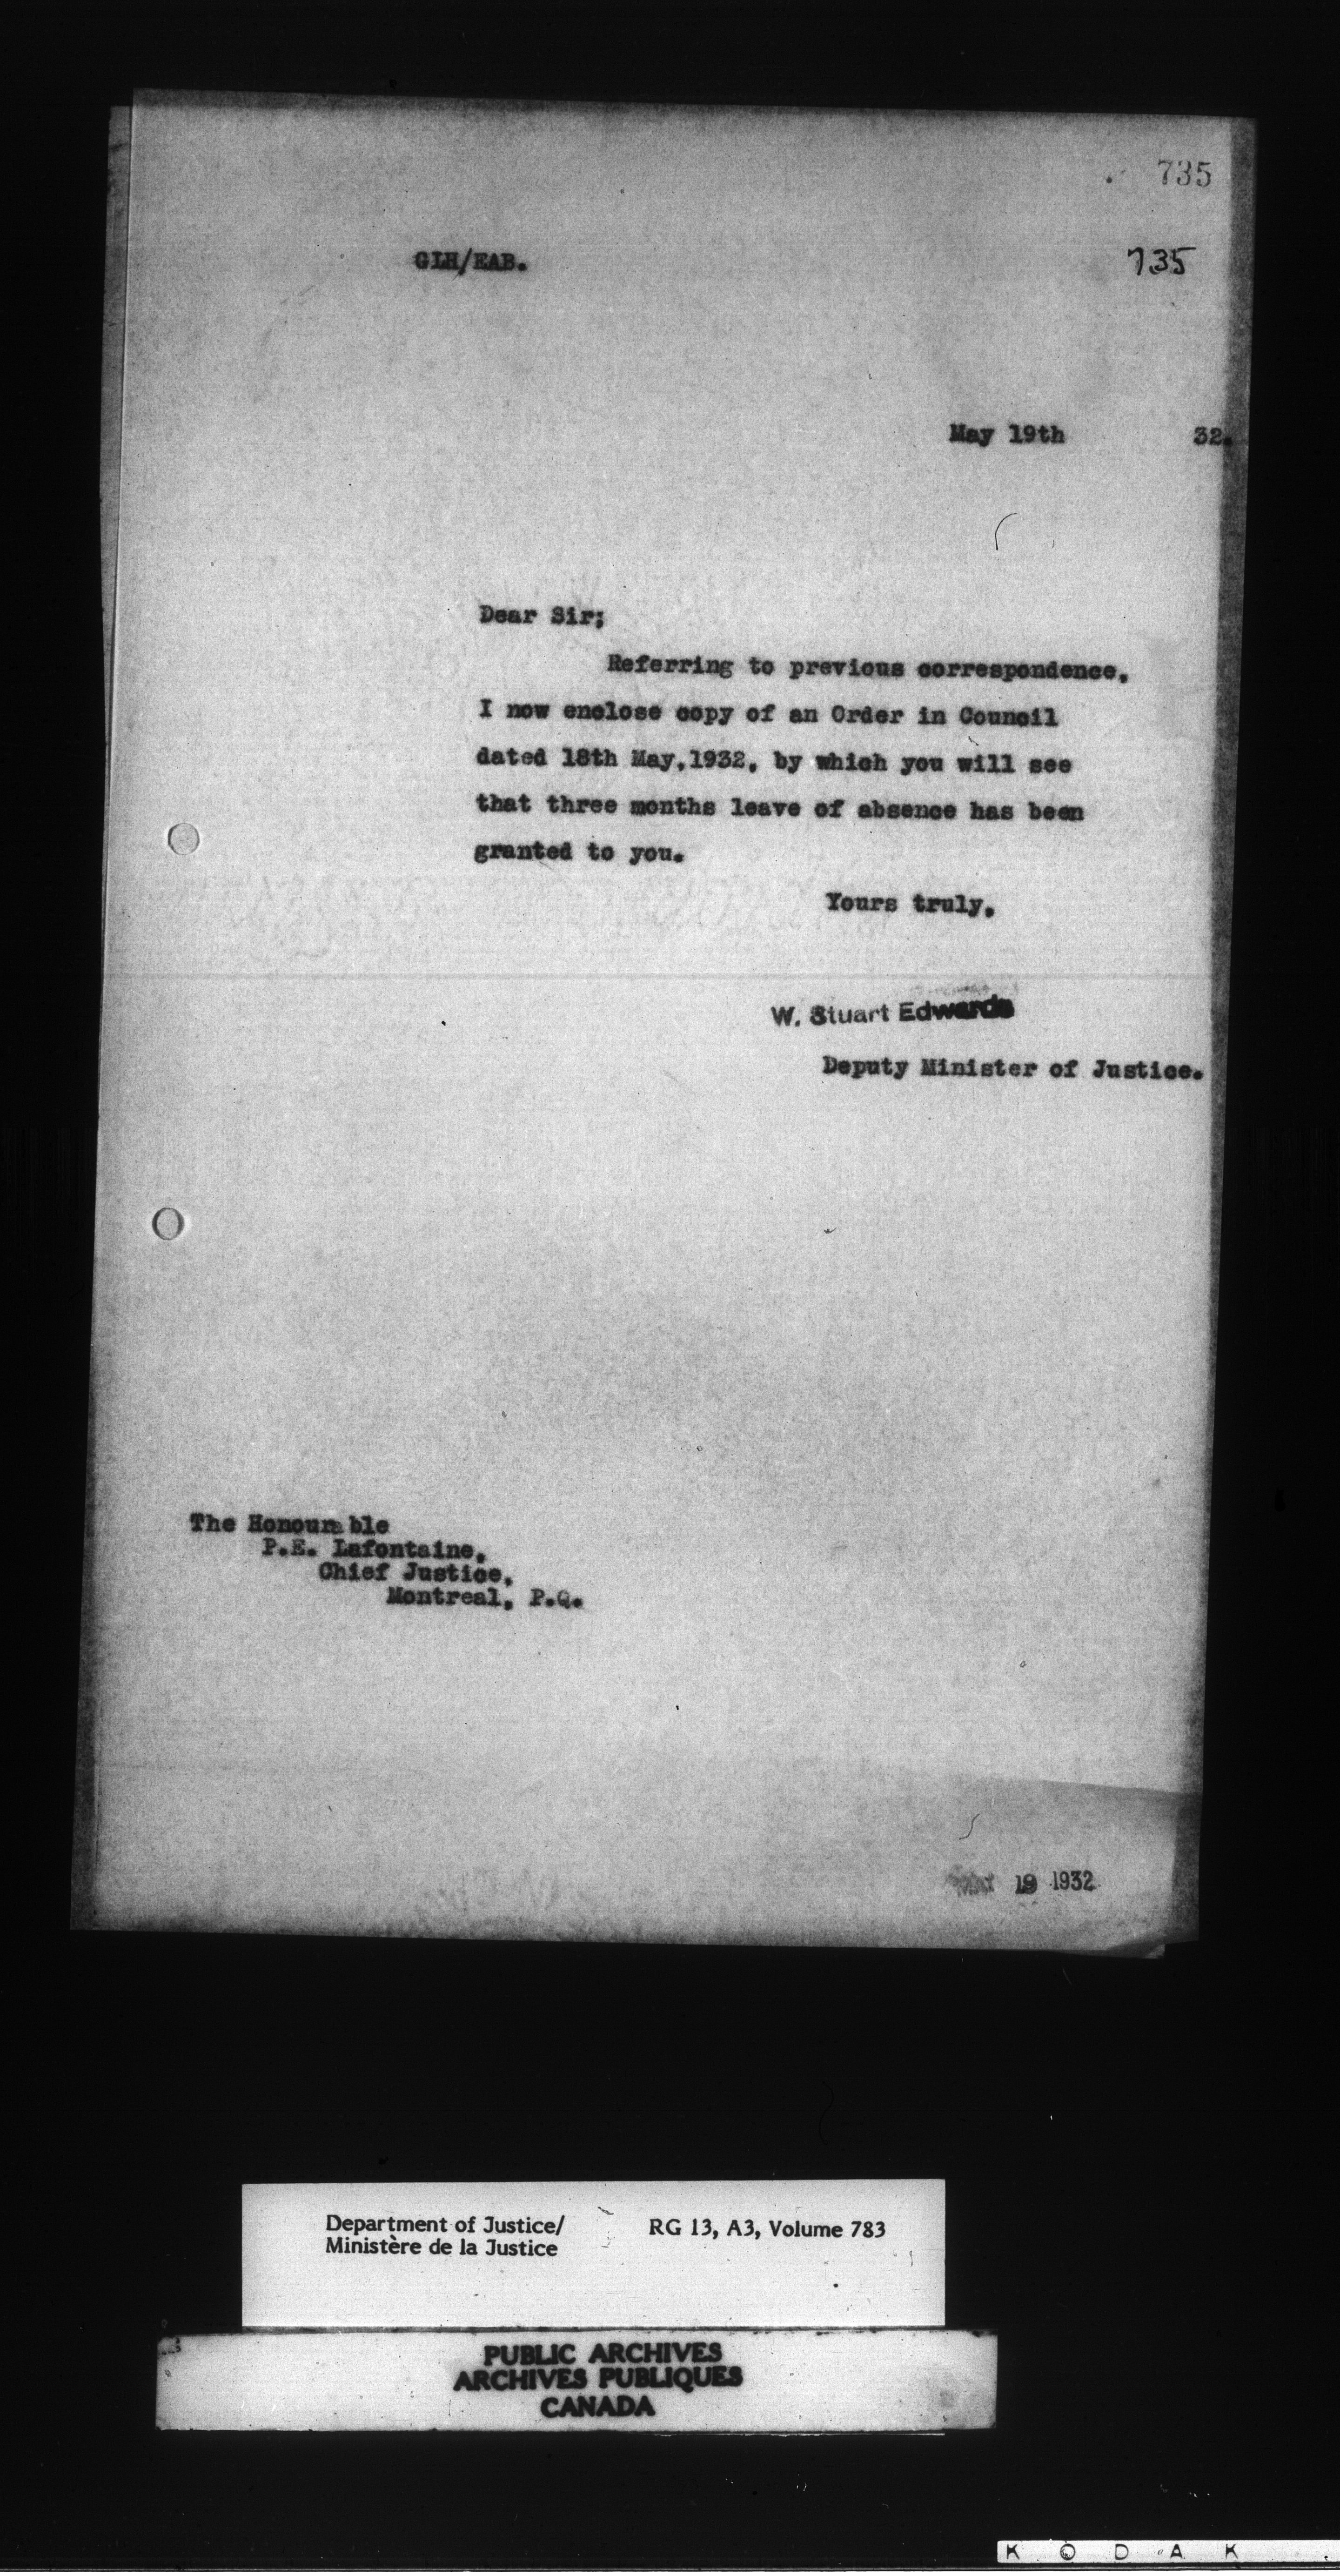 735
GLH/EAB.
735
May 19th 32.
Dear Sir;
Referring to previous correspondence,
I now enclose copy of an Order in Council
dated 18th May, 1932, by which you will see
that three months leave of absence has been
granted to you.
Yours truly,
W. Stuart Edwards
Deputy Minister of Justice.
The Honourable
P.E. Lafontaine,
Chief Justice,
Montreal, P.Q.
MAY 19 1932
Department of Justice/ RG 13, A3, Volume 783
Ministère de la Justice
PUBLIC ARCHIVES
ARCHIVES PUBLIQUES
CANADA
KODAK